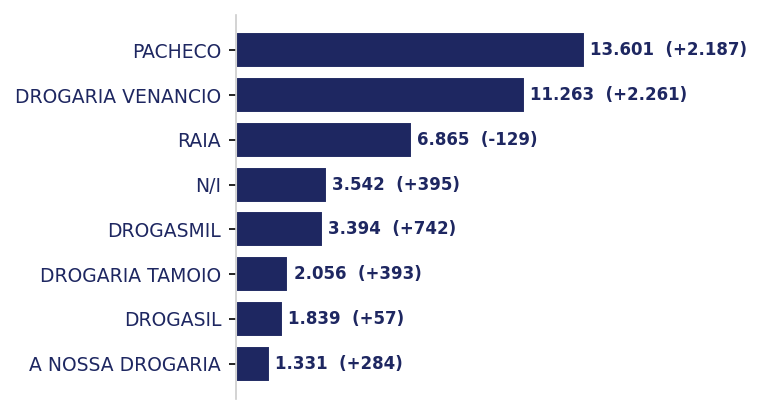 PACHECO 13.601 (+2.187)
DROGARIA VENANCIO 11.263 (+2.261)
RAIA 6.865 (-129)
N/I 3.542 (+395)
DROGASMIL 3.394 (+742)
DROGARIA TAMOIO 2.056 (+393)
DROGASIL 1.839 (+57)
A NOSSA DROGARIA 1.331 (+284)